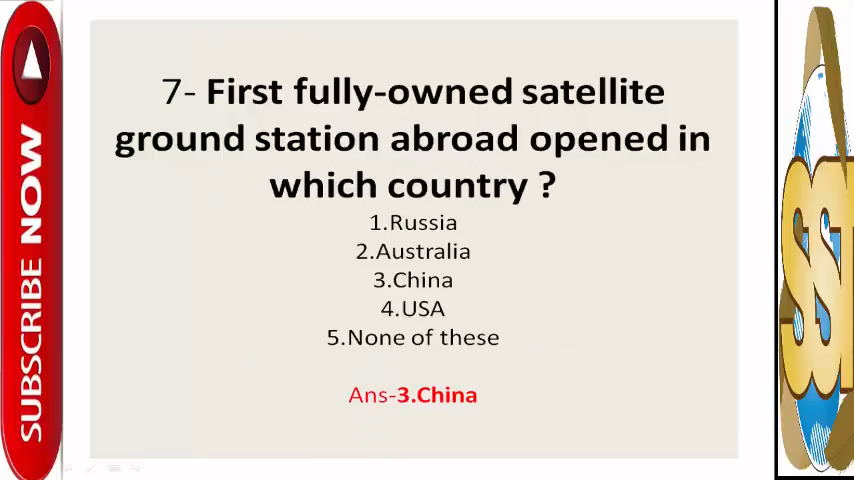 7- First fully-owned satellite
ground station abroad opened in
which country ?
1.Russia
2.Australia
3.China
4.USA
5.None of these
Ans-3.China
SUBSCRIBE NOW
SST